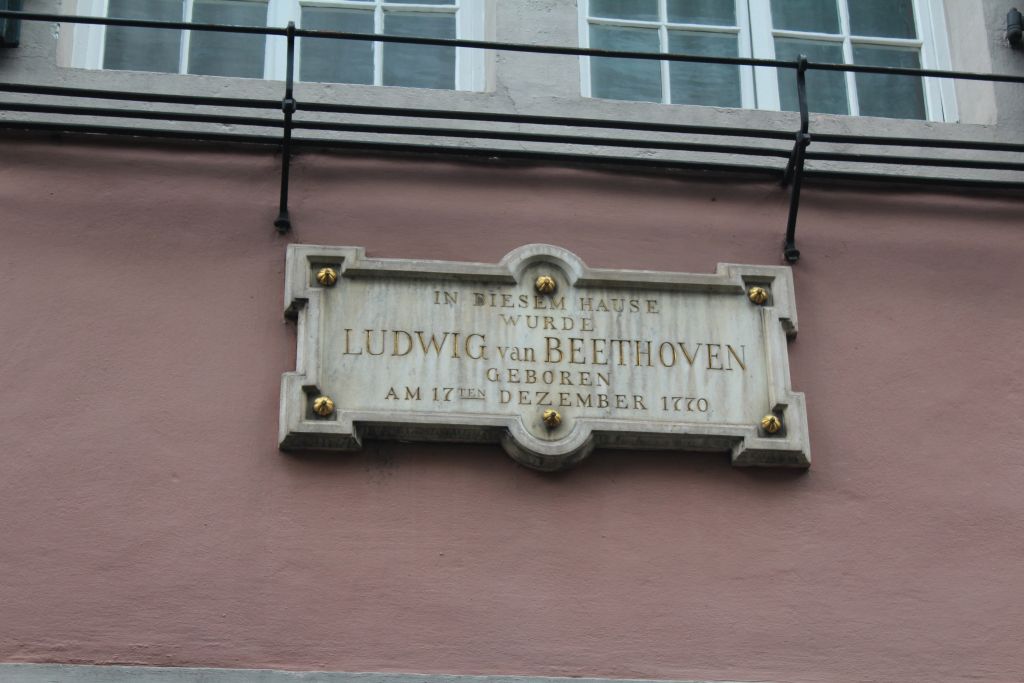 IN DIESEM HAUSE
WURDE
LUDWIG van BEETHOVEN
GEBOREN
AM 17TEN DEZEMBER 1770